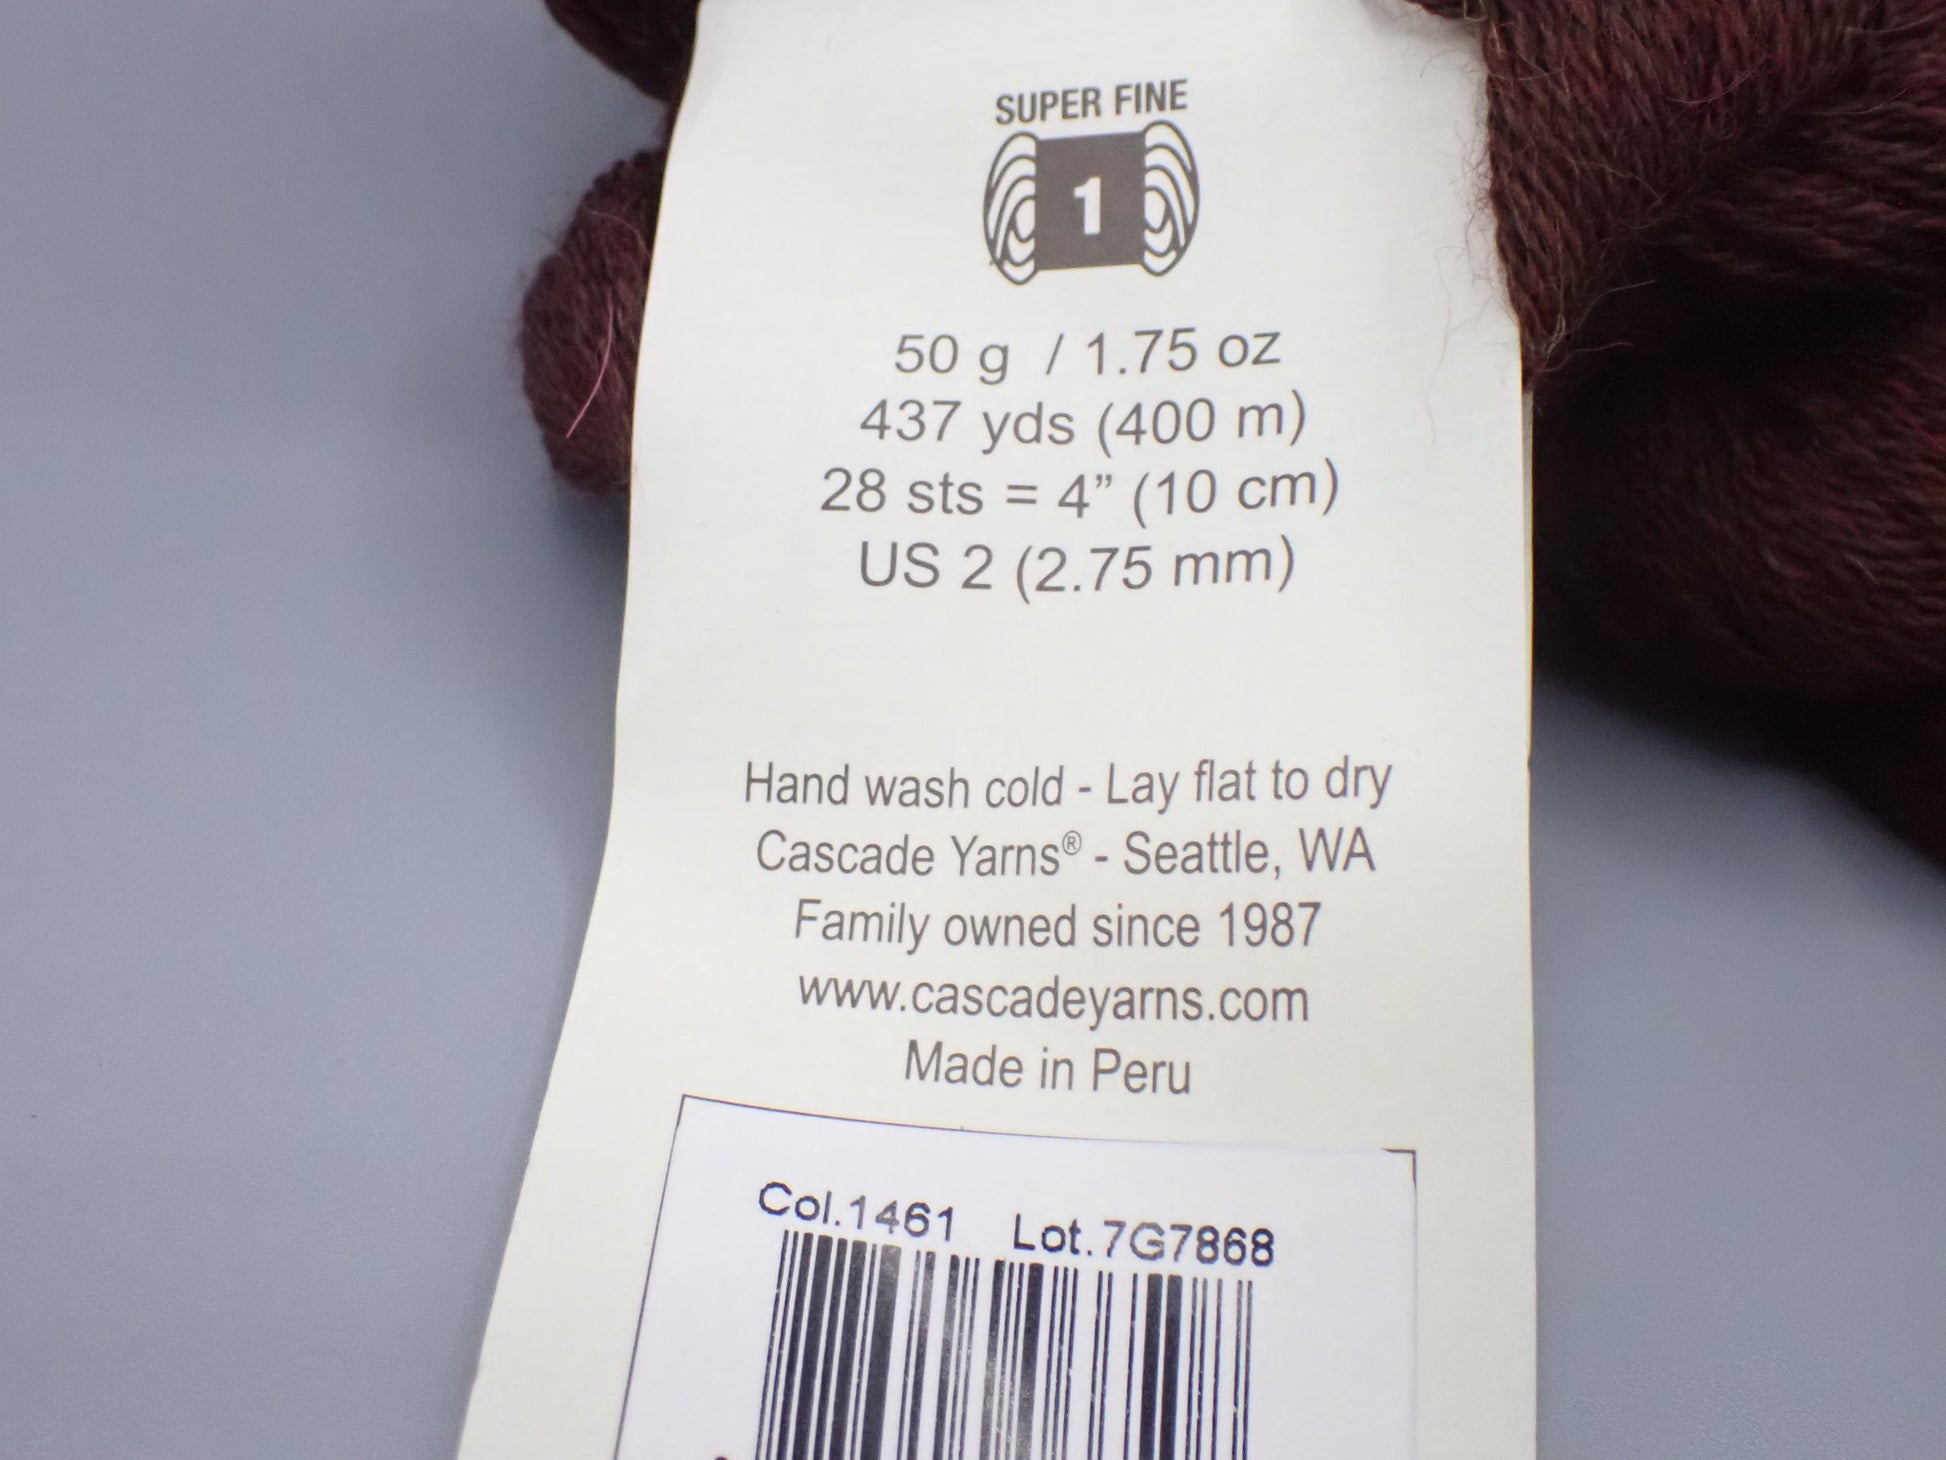 SUPER FINE
1
50 g / 1.75 oz
437 yds (400 m)
28 sts = 4” (10 cm)
US 2 (2.75 mm)
Hand wash cold - Lay flat to dry
Cascade Yarns® - Seattle, WA
Family owned since 1987
www.cascadeyarns.com
Made in Peru
Col.1461 Lot.7G7868